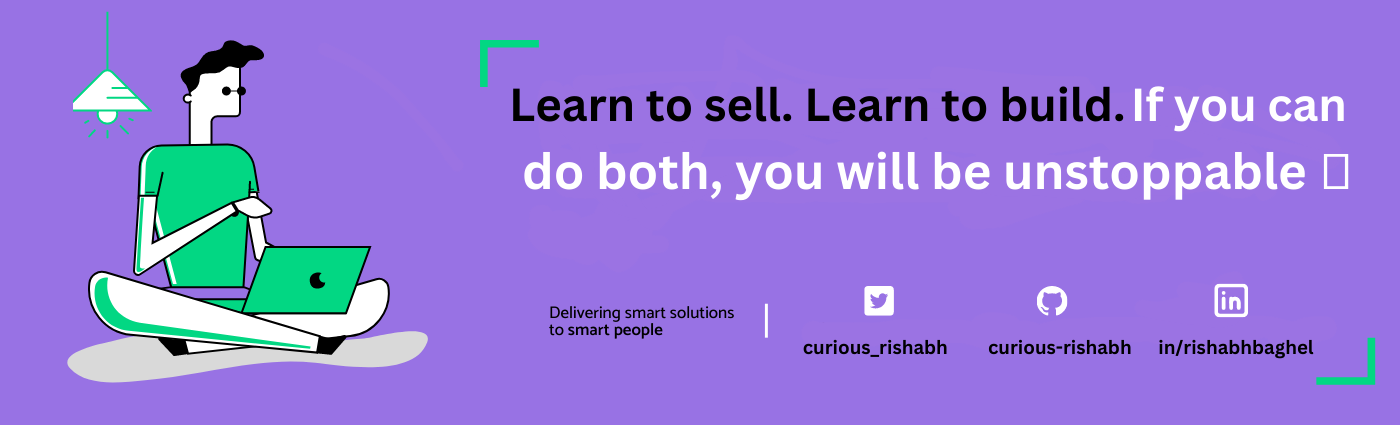 Learn to sell. Learn to build. If you can
do both, you will be unstoppable
Delivering smart solutions
to smart people
curious_rishabh
curious-rishabh
in/rishabhbaghel